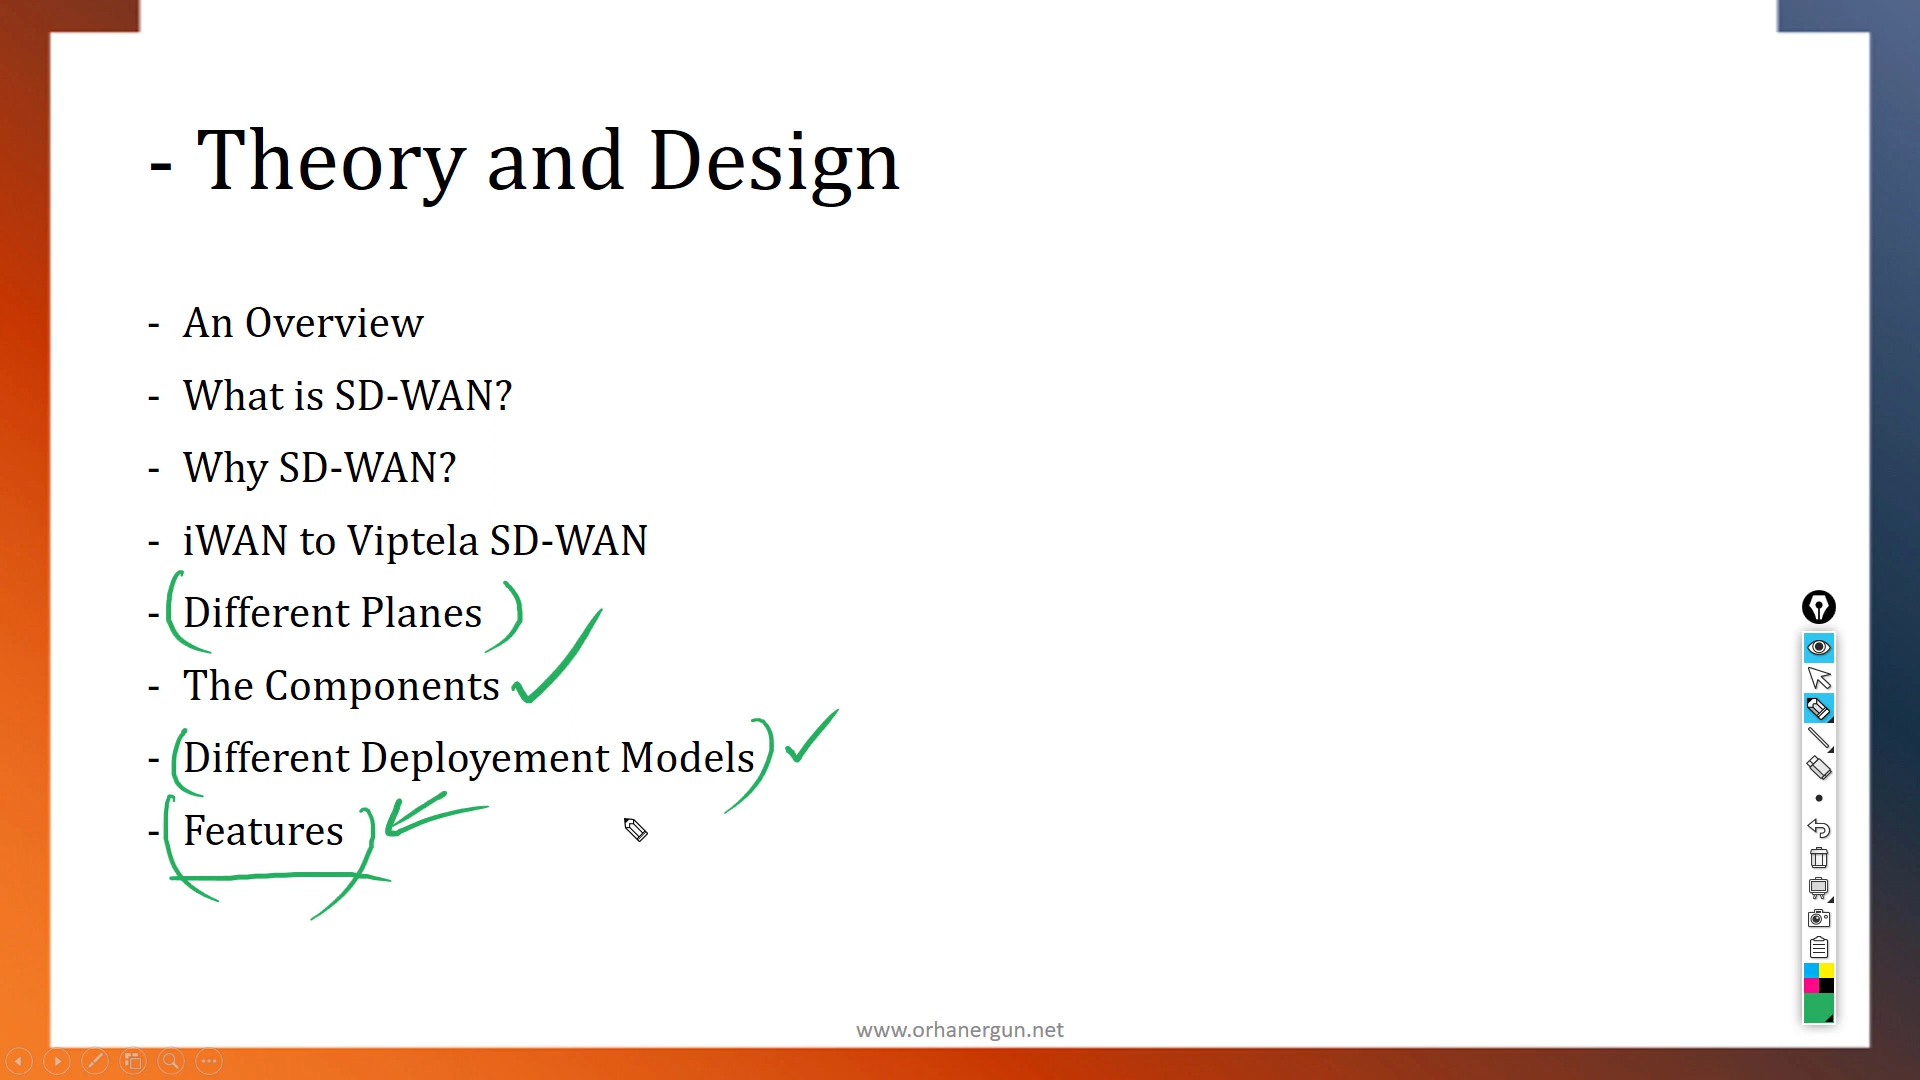 - Theory and Design
- An Overview
- What is SD-WAN?
- Why SD-WAN?
- iWAN to Viptela SD-WAN
- Different Planes
- The Components
- Different Deployement Models
- Features
www.orhanergun.net